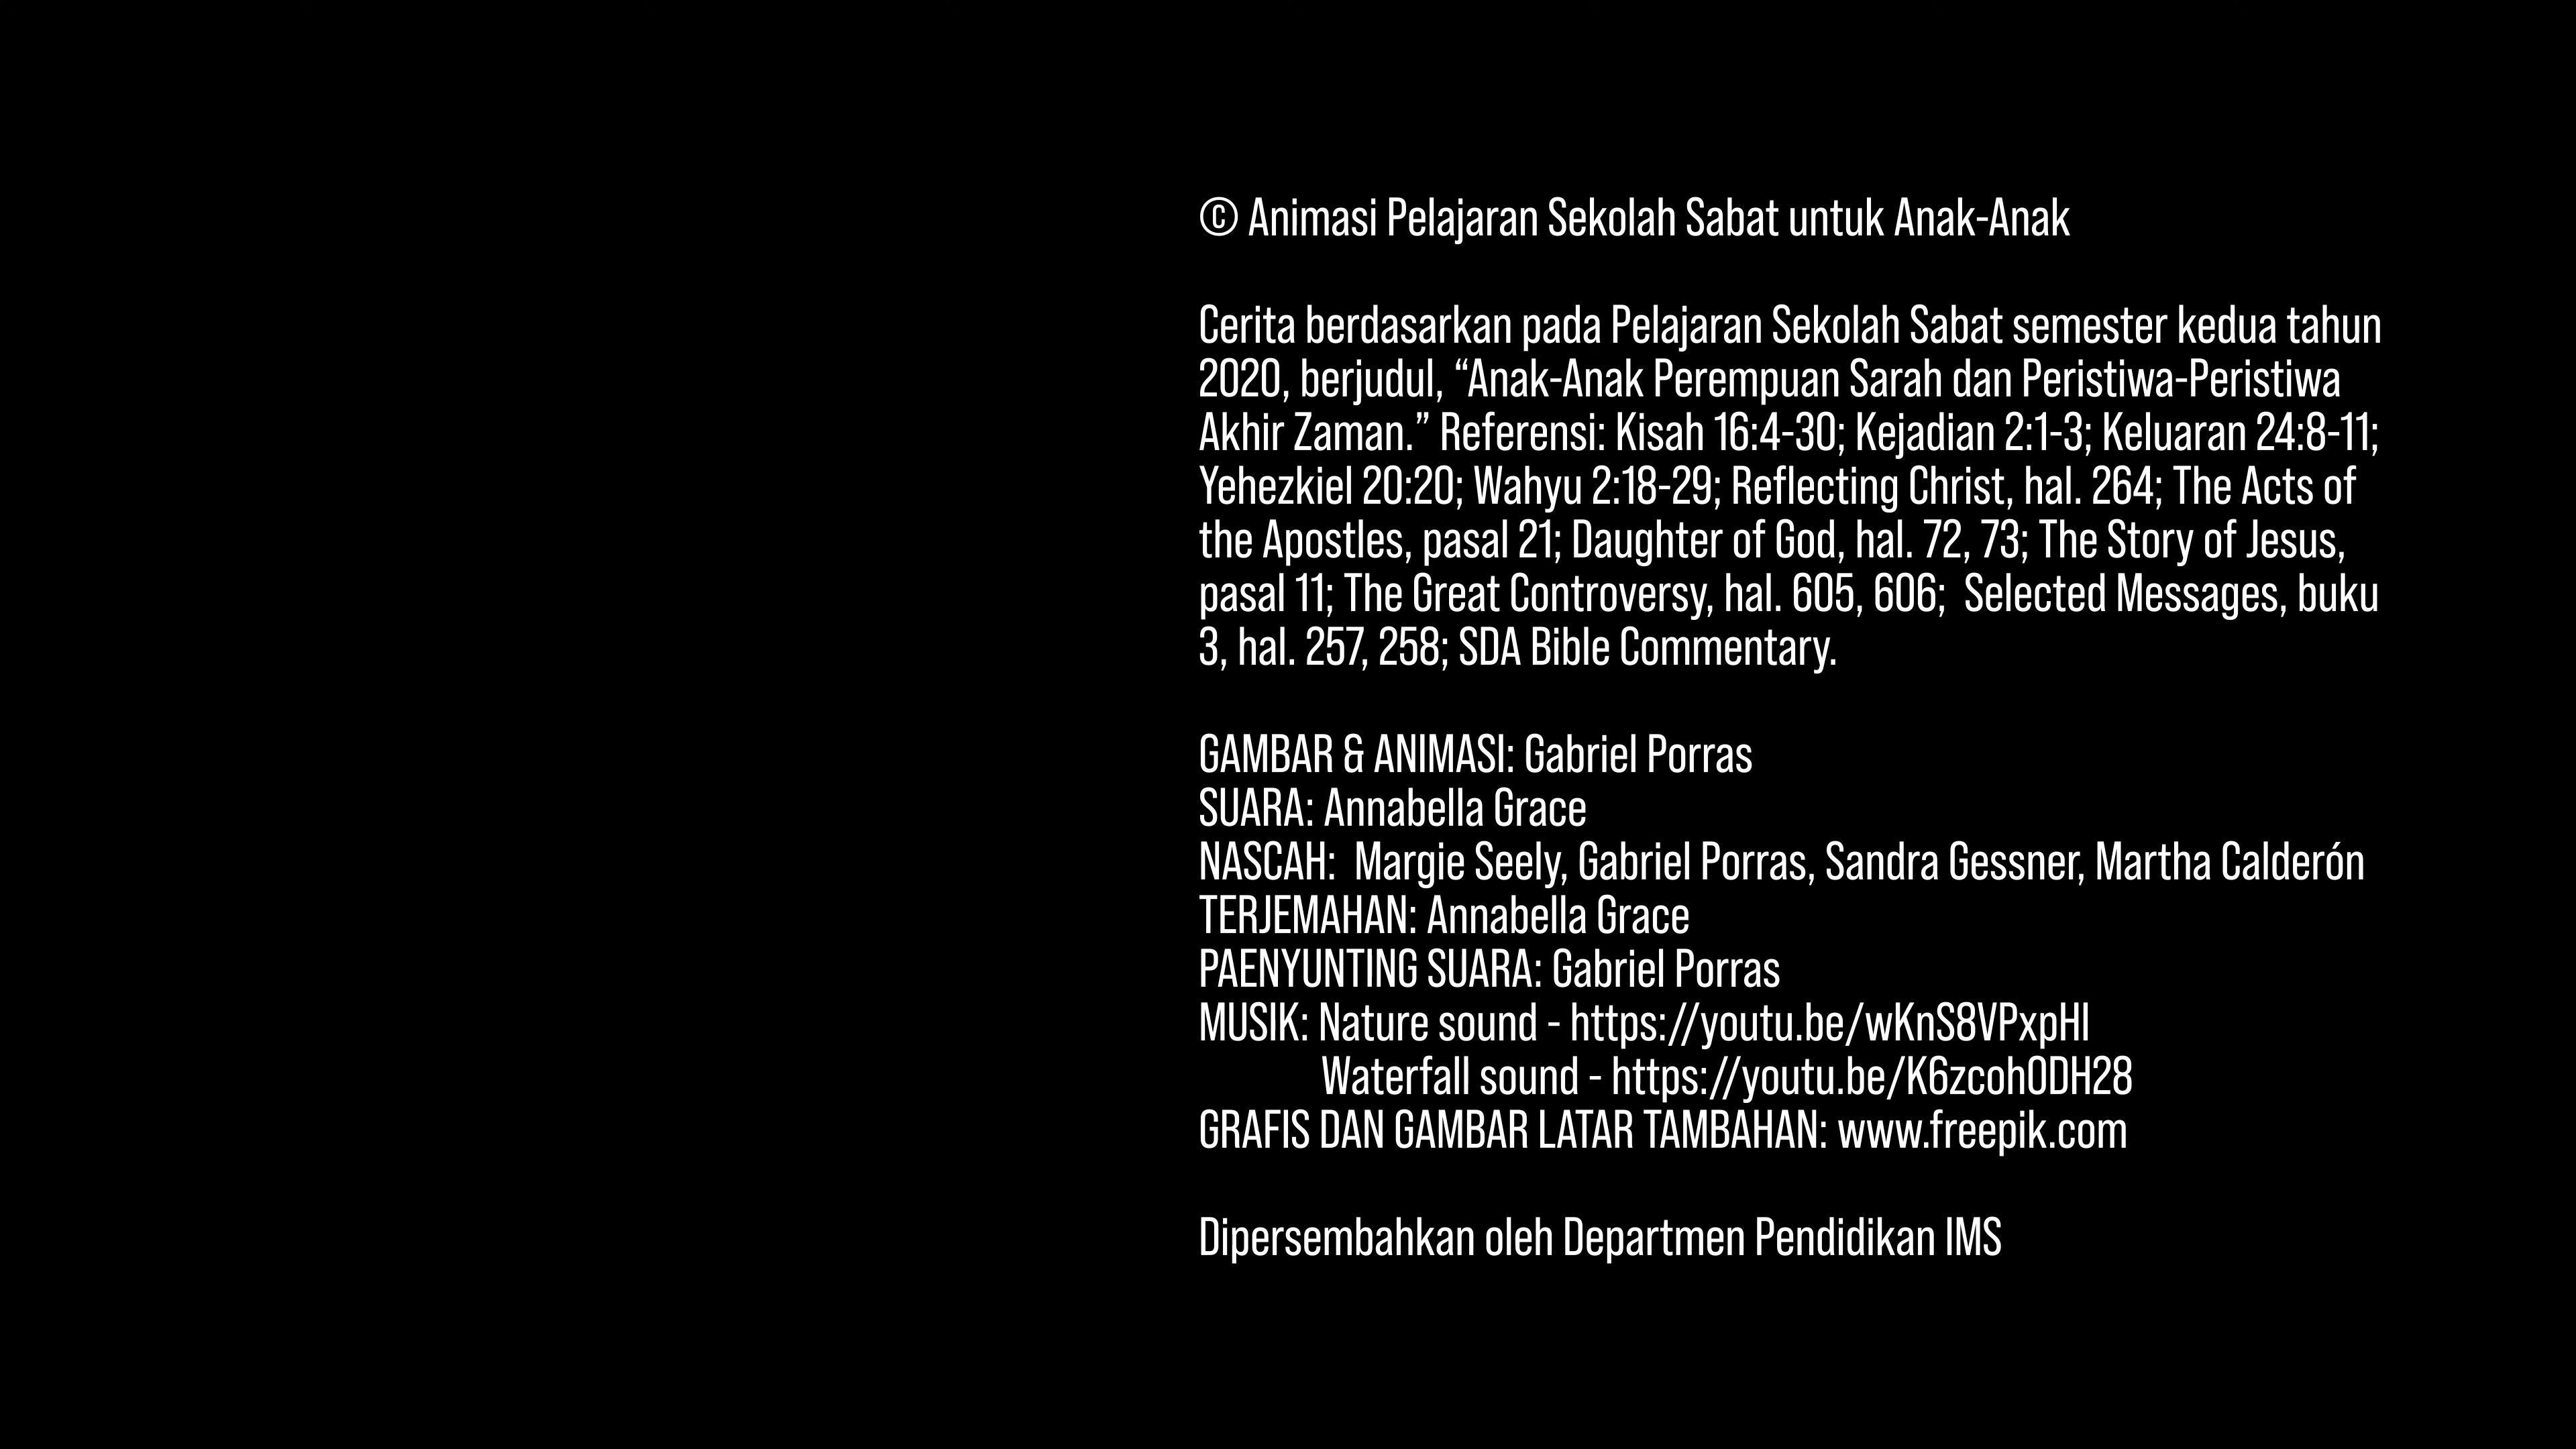 © Animasi Pelajaran Sekolah Sabat untuk Anak-Anak
Cerita berdasarkan pada Pelajaran Sekolah Sabat semester kedua tahun
2020, berjudul, “Anak-Anak Perempuan Sarah dan Peristiwa-Peristiwa
Akhir Zaman.” Referensi: Kisah 16:4-30; Kejadian 2:1-3; Keluaran 24:8-11;
Yehezkiel 20:20; Wahyu 2:18-29; Reflecting Christ, hal. 264; The Acts of
the Apostles, pasal 21; Daughter of God, hal. 72, 73; The Story of Jesus,
pasal 11; The Great Controversy, hal. 605, 606;  Selected Messages, buku
3, hal. 257, 258; SDA Bible Commentary.
GAMBAR & ANIMASI: Gabriel Porras
SUARA: Annabella Grace
NASCAH:  Margie Seely, Gabriel Porras, Sandra Gessner, Martha Calderón
TERJEMAHAN: Annabella Grace
PAENYUNTING SUARA: Gabriel Porras
MUSIK: Nature sound - https://youtu.be/wKnS8VPxpHI
Waterfall sound - https://youtu.be/K6zcohODH28
GRAFIS DAN GAMBAR LATAR TAMBAHAN: www.freepik.com
Dipersembahkan oleh Departmen Pendidikan IMS